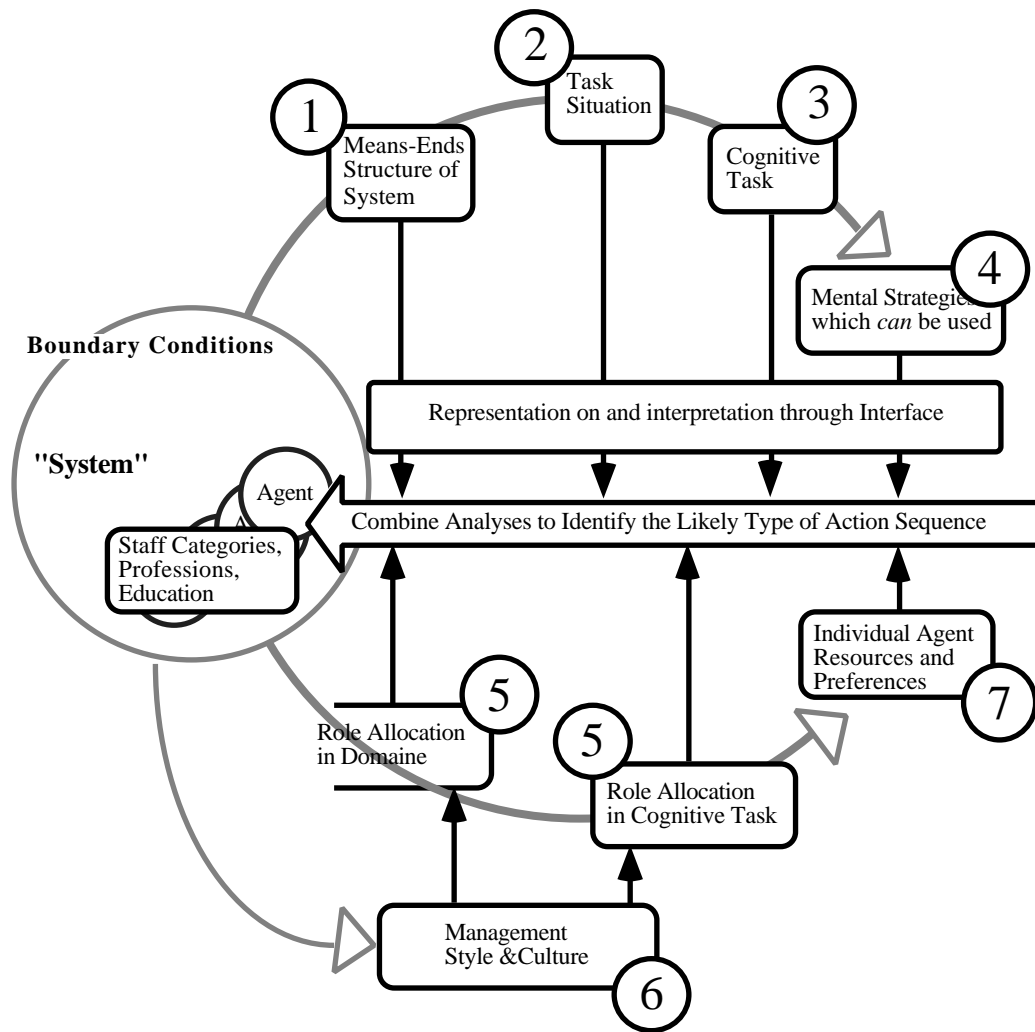 1
Means-Ends
Structure of
System
2
Task
Situation
3
Cognitive
Task
4
Mental Strategies
which can be used
Boundary Conditions
"System"
Agent
A
Staff Categories,
Professions,
Education
Representation on and interpretation through Interface
Combine Analyses to Identify the Likely Type of Action Sequence
5
Role Allocation
in Domaine
5
Role Allocation
in Cognitive Task
Individual Agent
Resources and
Preferences
7
Management
Style &Culture
6